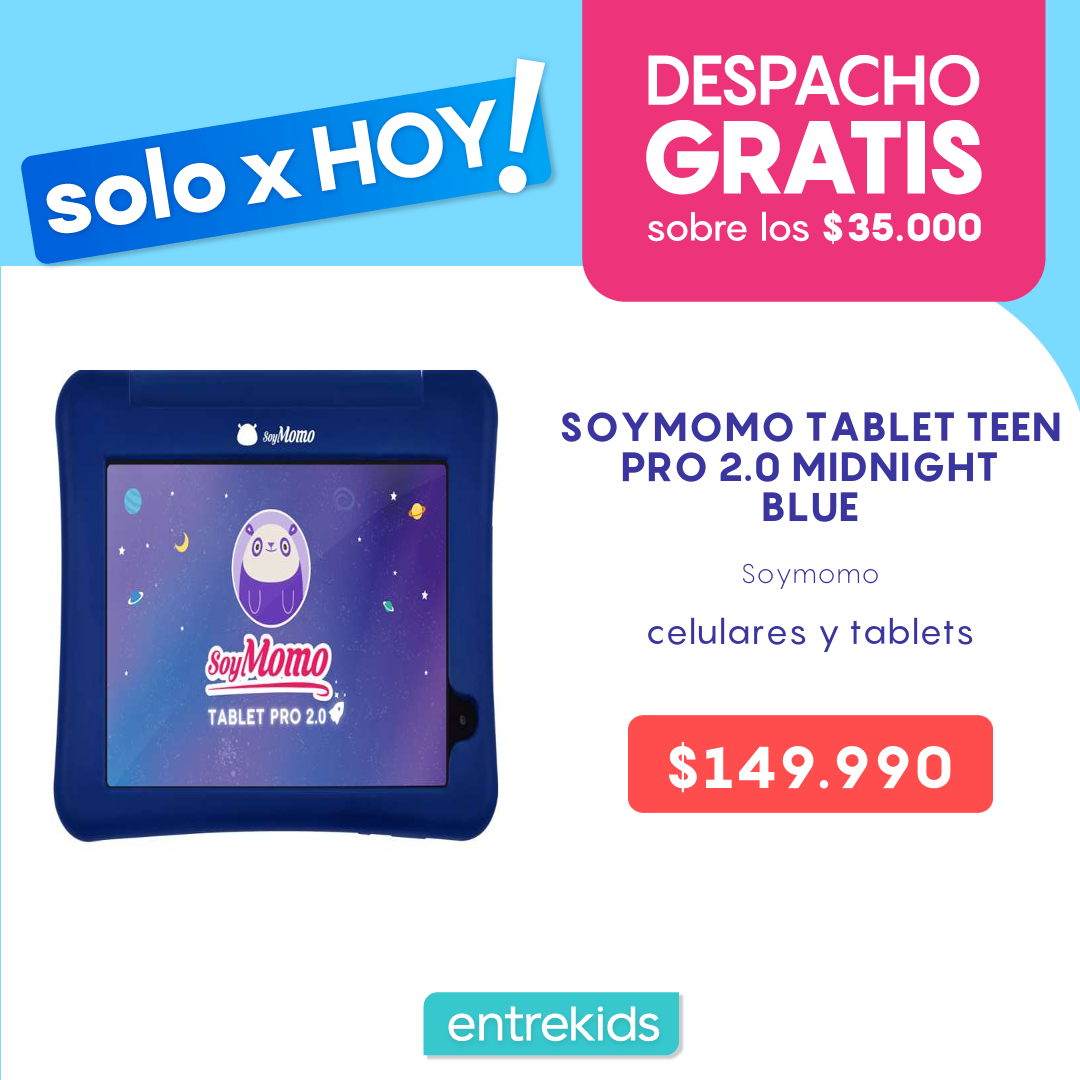 solo x HOY!
DESPACHO
GRATIS
sobre los $35.000
SoyMomo
SoyMomo
TABLET PRO 2.0
SOYMOMO TABLET TEEN
PRO 2.0 MIDNIGHT
BLUE
Soymomo
celulares y tablets
$149.990
entrekids